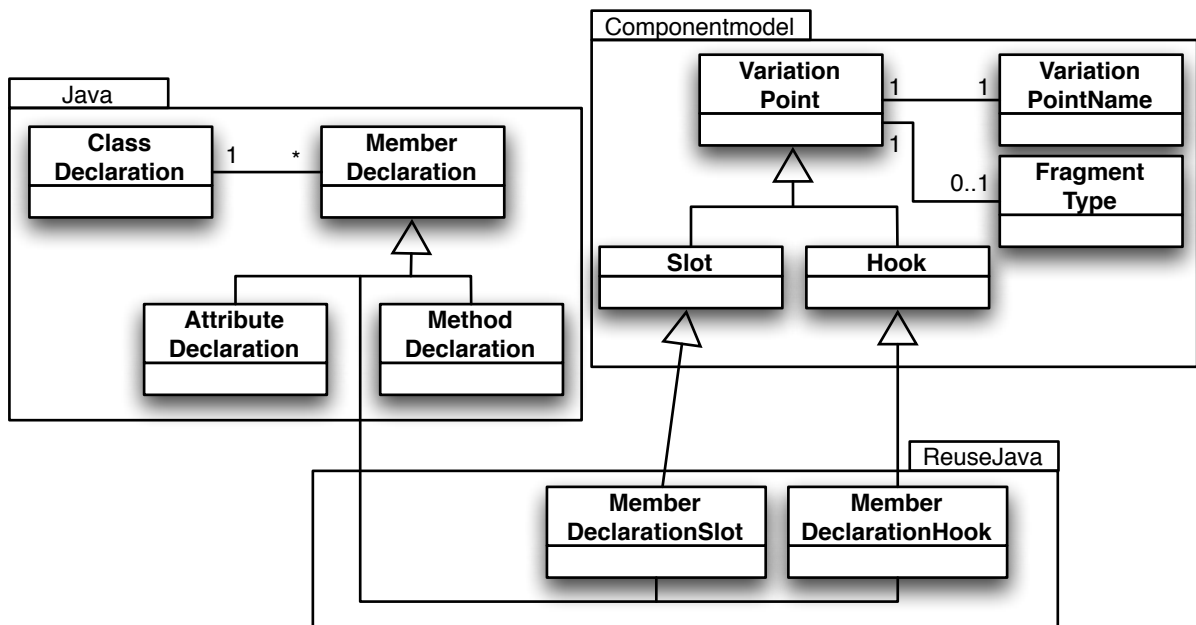 Componentmodel
Variation
Point
1
1
Variation
PointName
1
0..1
Fragment
Type
Slot
Hook
Java
Class
Declaration
1
*
Member
Declaration
Attribute
Declaration
Method
Declaration
ReuseJava
Member
DeclarationSlot
Member
DeclarationHook